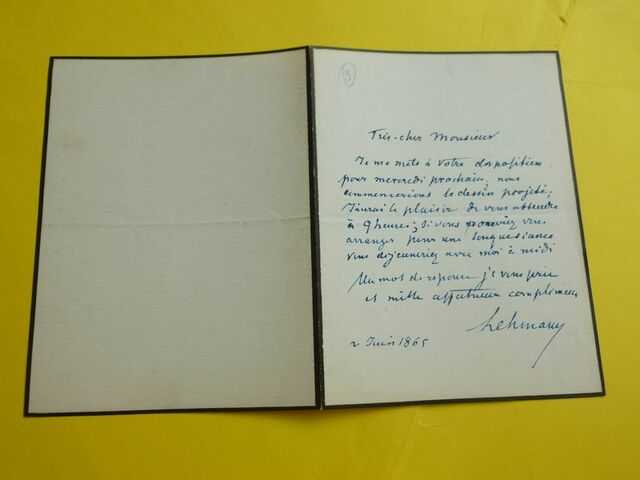 9
Très-cher Monsieur
Je me mets à votre disposition
pour mercredi prochain, nous
commencerions le dessin projeté;
J'aurai le plaisir de vous attendre
à 9 heures; si vous pouviez vous
arranger pour une longue séance
vous déjeuneriez avec moi à midi
Un mot de réponse je vous prie
et mille affectueux compliments
Lehmann
2 Juin 1865